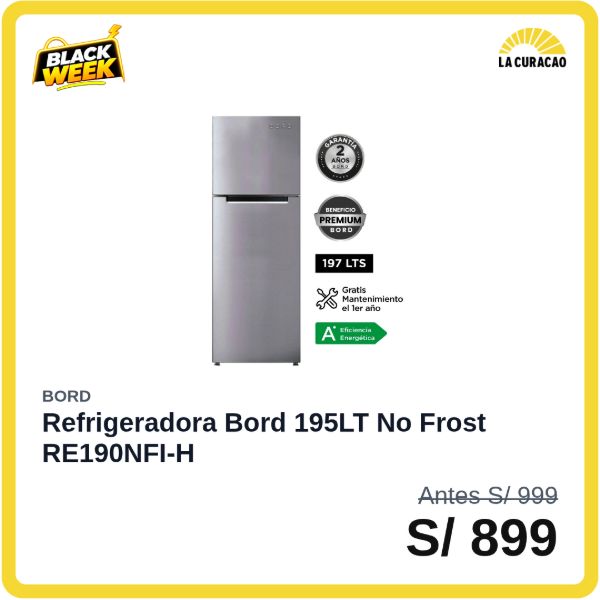 BLACK
WEEK
LA CURACAO
GARANTÍA
2
AÑOS
BORD
BENEFICIO
PREMIUM
BORD
197 LTS
Gratis
Mantenimiento
el 1er año
A+
Eficiencia
Energética
BORD
Refrigeradora Bord 195LT No Frost
RE190NFI-H
Antes S/ 999
S/ 899